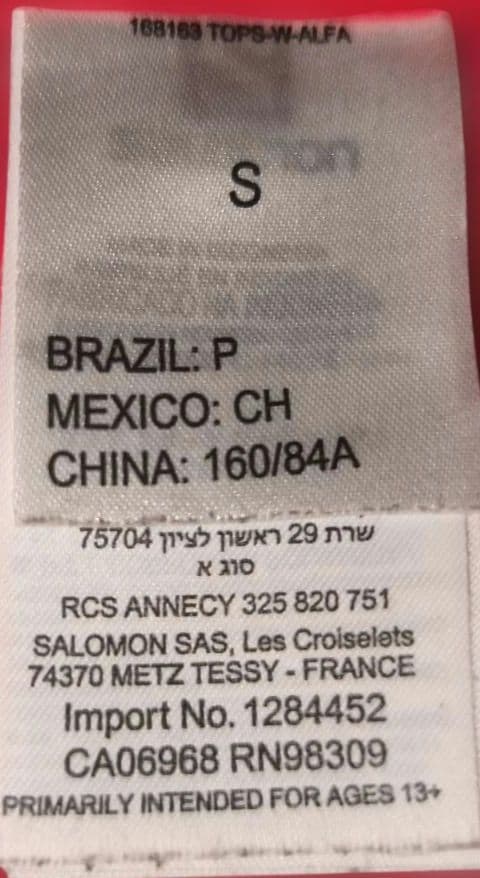 168163 TOPS-W-ALFA
S
BRAZIL: P
MEXICO: CH
CHINA: 160/84A
שרת 29 ראשון לציון 75704
סוג א
RCS ANNECY 325 820 751
SALOMON SAS, Les Croiselets
74370 METZ TESSY - FRANCE
Import No. 1284452
CA06968 RN98309
PRIMARILY INTENDED FOR AGES 13+